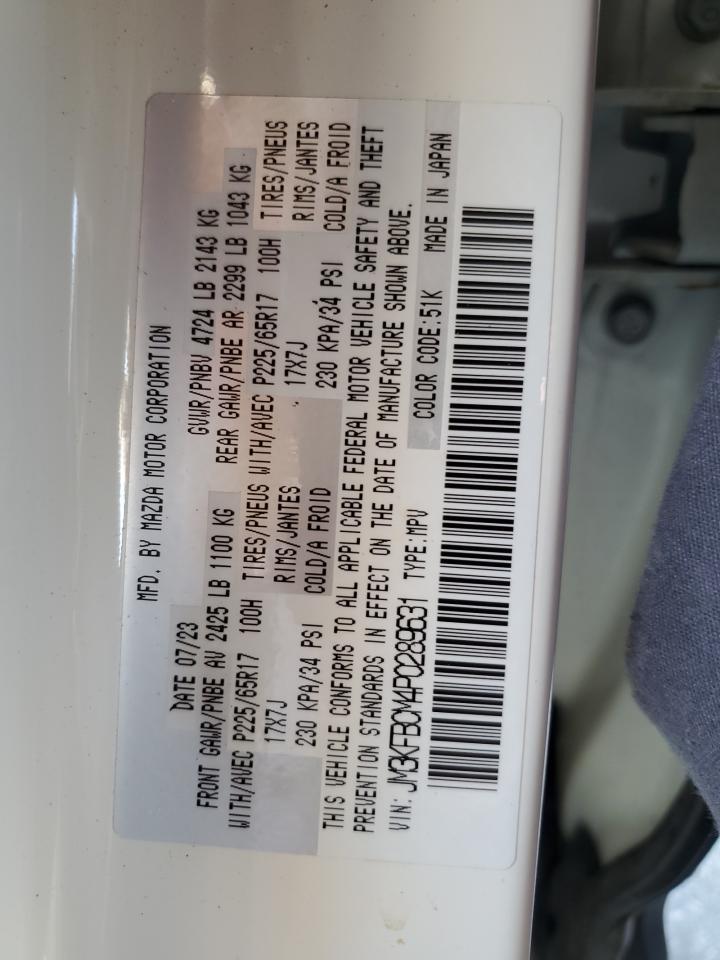 MFD. BY MAZDA MOTOR CORPORATION
DATE 07/23 GVWR/PNBV 4724 LB 2143 KG
FRONT GAWR/PNBE AV 2425 LB 1100 KG REAR GAWR/PNBE AR 2299 LB 1043 KG
WITH/AVEC P225/65R17 100H TIRES/PNEUS WITH/AVEC P225/65R17 100H TIRES/PNEUS
17X7J RIMS/JANTES 17X7J RIMS/JANTES
230 KPA/34 PSI COLD/A FROID 230 KPA/34 PSI COLD/A FROID
THIS VEHICLE CONFORMS TO ALL APPLICABLE FEDERAL MOTOR VEHICLE SAFETY AND THEFT
PREVENTION STANDARDS IN EFFECT ON THE DATE OF MANUFACTURE SHOWN ABOVE.
VIN: JM3KFBCM4P0289631 TYPE:MPV COLOR CODE:51K MADE IN JAPAN